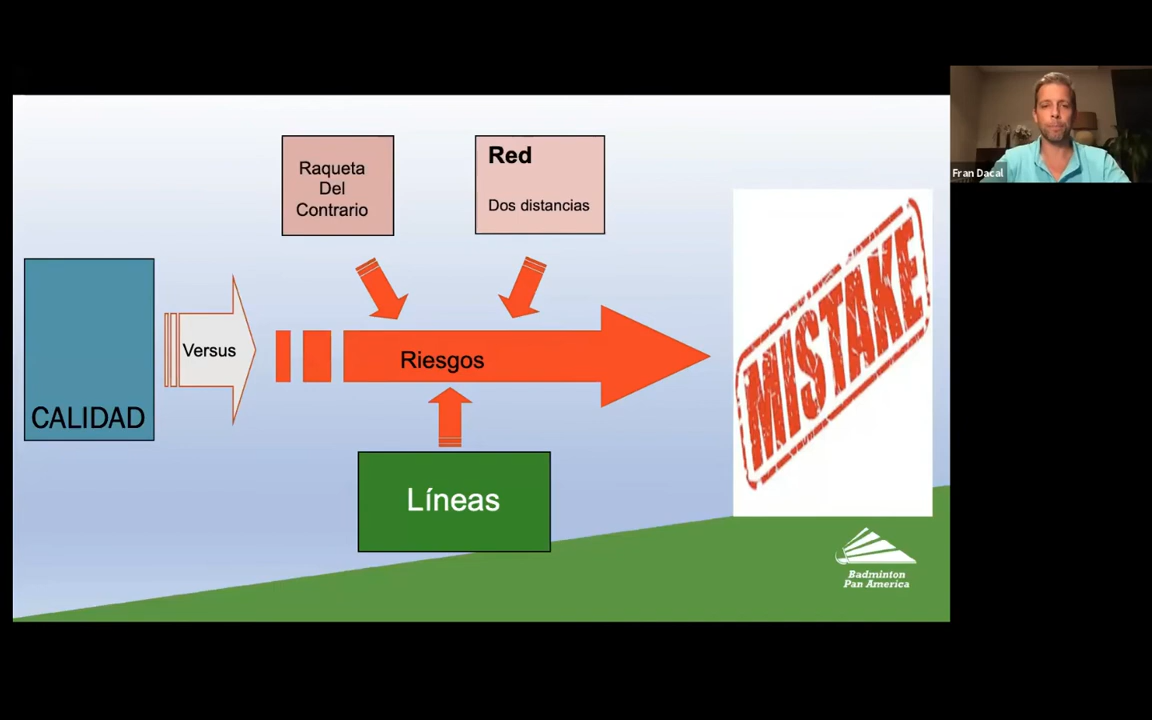 Raqueta
Del
Contrario
Red
Dos distancias
Fran Dacal
CALIDAD
Versus
Riesgos
MISTAKE
Líneas
Badminton
Pan America